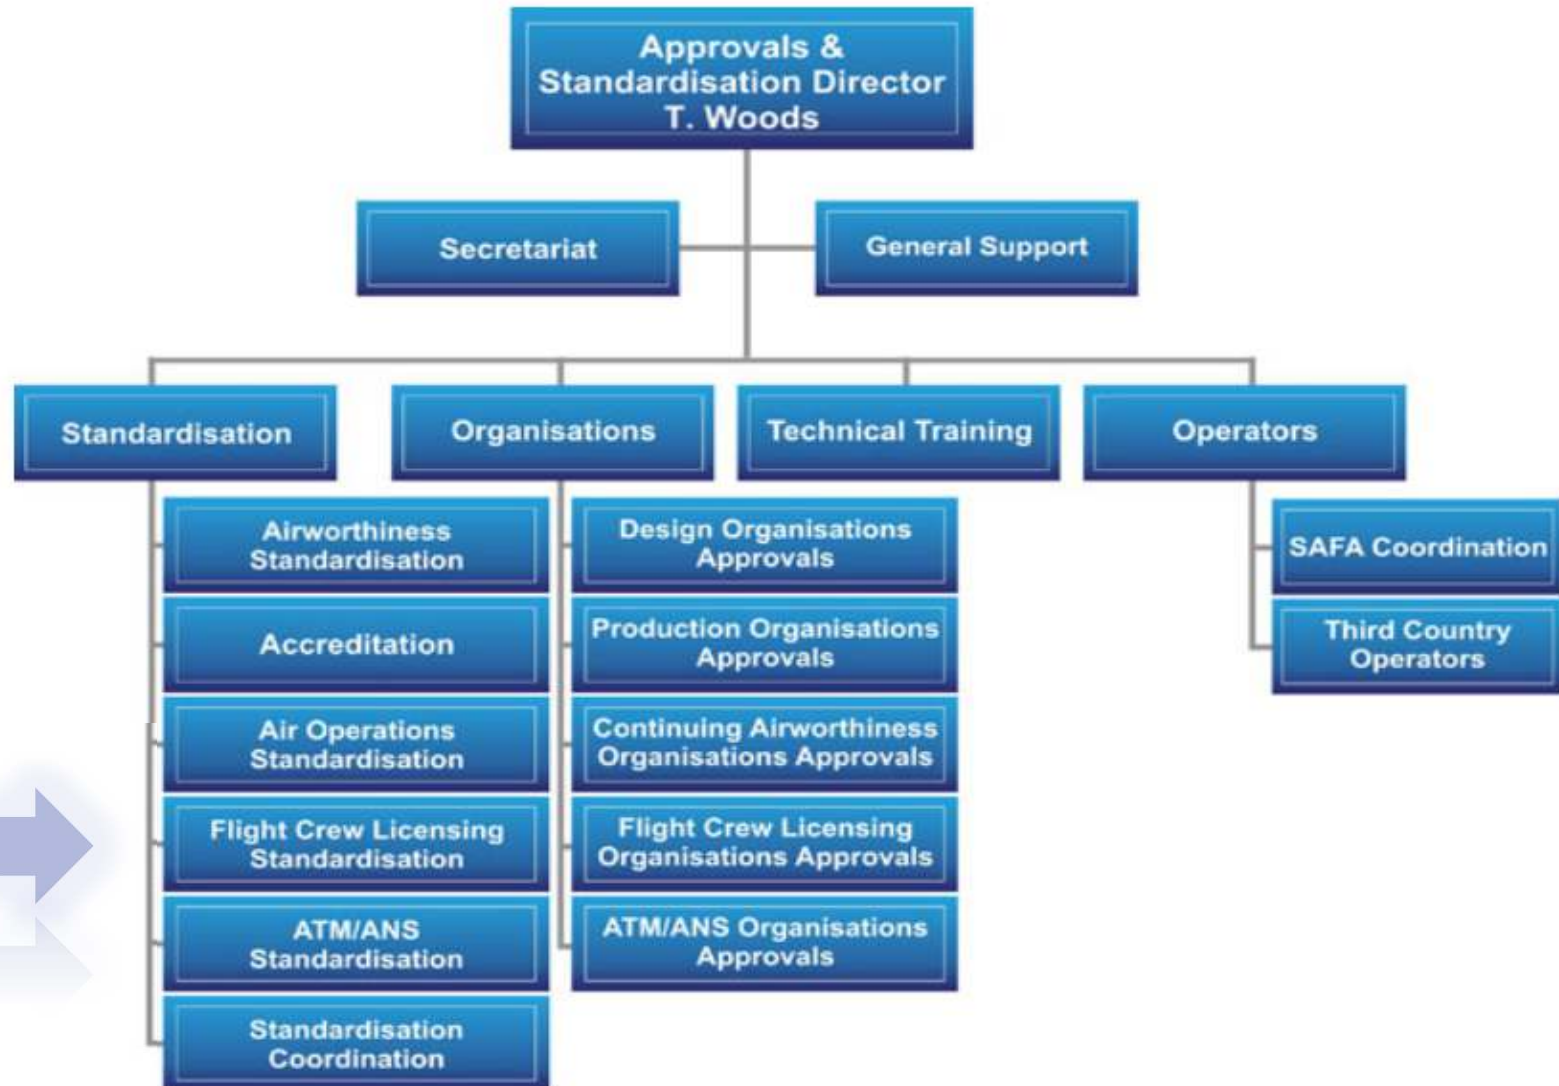 Approvals &
Standardisation Director
T. Woods
Secretariat
General Support
Standardisation
Organisations
Technical Training
Operators
Airworthiness
Standardisation
Accreditation
Air Operations
Standardisation
Flight Crew Licensing
Standardisation
ATM/ANS
Standardisation
Standardisation
Coordination
Design Organisations
Approvals
Production Organisations
Approvals
Continuing Airworthiness
Organisations Approvals
Flight Crew Licensing
Organisations Approvals
ATM/ANS Organisations
Approvals
SAFA Coordination
Third Country
Operators